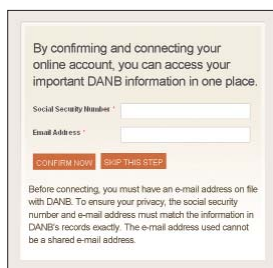 By confirming and connecting your
online account, you can access your
important DANB information in one place.
Social Security Number *
Email Address *
CONFIRM NOW
SKIP THIS STEP
Before connecting, you must have an e-mail address on file
with DANB. To ensure your privacy, the social security
number and e-mail address must match the information in
DANB's records exactly. The e-mail address used cannot
be a shared e-mail address.